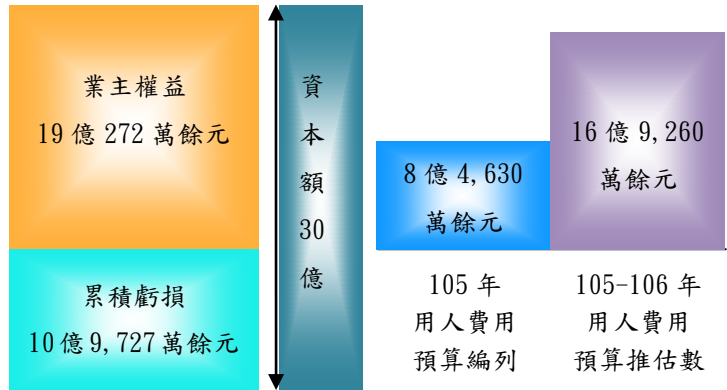 業主權益
19 億 272 萬餘元
累積虧損
10 億 9,727 萬餘元
資
本
額
30
億
8 億 4,630
萬餘元
16 億 9,260
萬餘元
105 年
用人費用
預算編列
105-106 年
用人費用
預算推估數